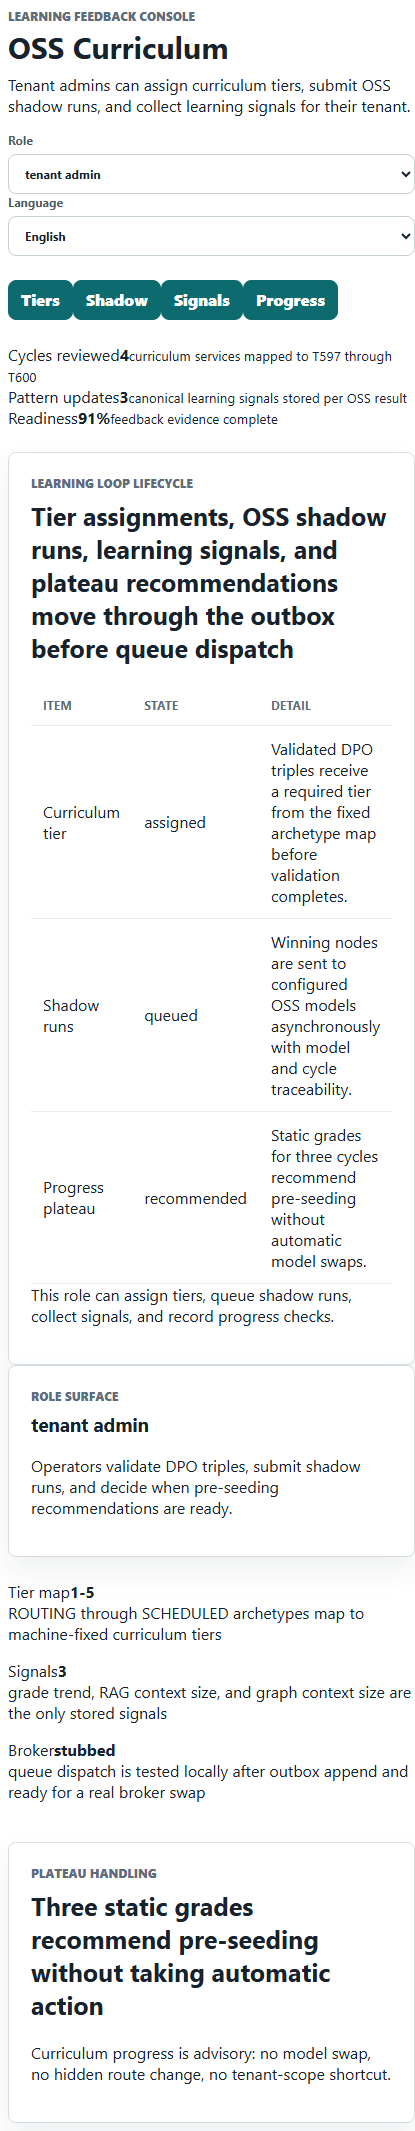 LEARNING FEEDBACK CONSOLE
OSS Curriculum
Tenant admins can assign curriculum tiers, submit OSS
shadow runs, and collect learning signals for their tenant.
Role
tenant admin
Language
English
Tiers Shadow Signals Progress
Cycles reviewed4curriculum services mapped to T597 through
T600
Pattern updates3canonical learning signals stored per OSS result
Readiness91%feedback evidence complete
LEARNING LOOP LIFECYCLE
Tier assignments, OSS shadow
runs, learning signals, and
plateau recommendations
move through the outbox
before queue dispatch
ITEM STATE DETAIL
Curriculum
tier
assigned
Validated DPO
triples receive
a required tier
from the fixed
archetype map
before
validation
completes.
Shadow
runs
queued
Winning nodes
are sent to
configured
OSS models
asynchronously
with model
and cycle
traceability.
Progress
plateau
recommended
Static grades
for three cycles
recommend
pre-seeding
without
automatic
model swaps.
This role can assign tiers, queue shadow runs,
collect signals, and record progress checks.
ROLE SURFACE
tenant admin
Operators validate DPO triples, submit shadow
runs, and decide when pre-seeding
recommendations are ready.
Tier map1-5
ROUTING through SCHEDULED archetypes map to
machine-fixed curriculum tiers
Signals3
grade trend, RAG context size, and graph context size are
the only stored signals
Brokerstubbed
queue dispatch is tested locally after outbox append and
ready for a real broker swap
PLATEAU HANDLING
Three static grades
recommend pre-seeding
without taking automatic
action
Curriculum progress is advisory: no model swap,
no hidden route change, no tenant-scope shortcut.